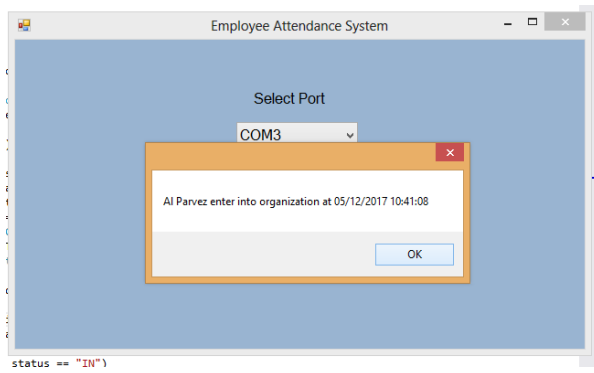 Employee Attendance System
Select Port
COM3
Al Parvez enter into organization at 05/12/2017 10:41:08
OK
status == "IN")